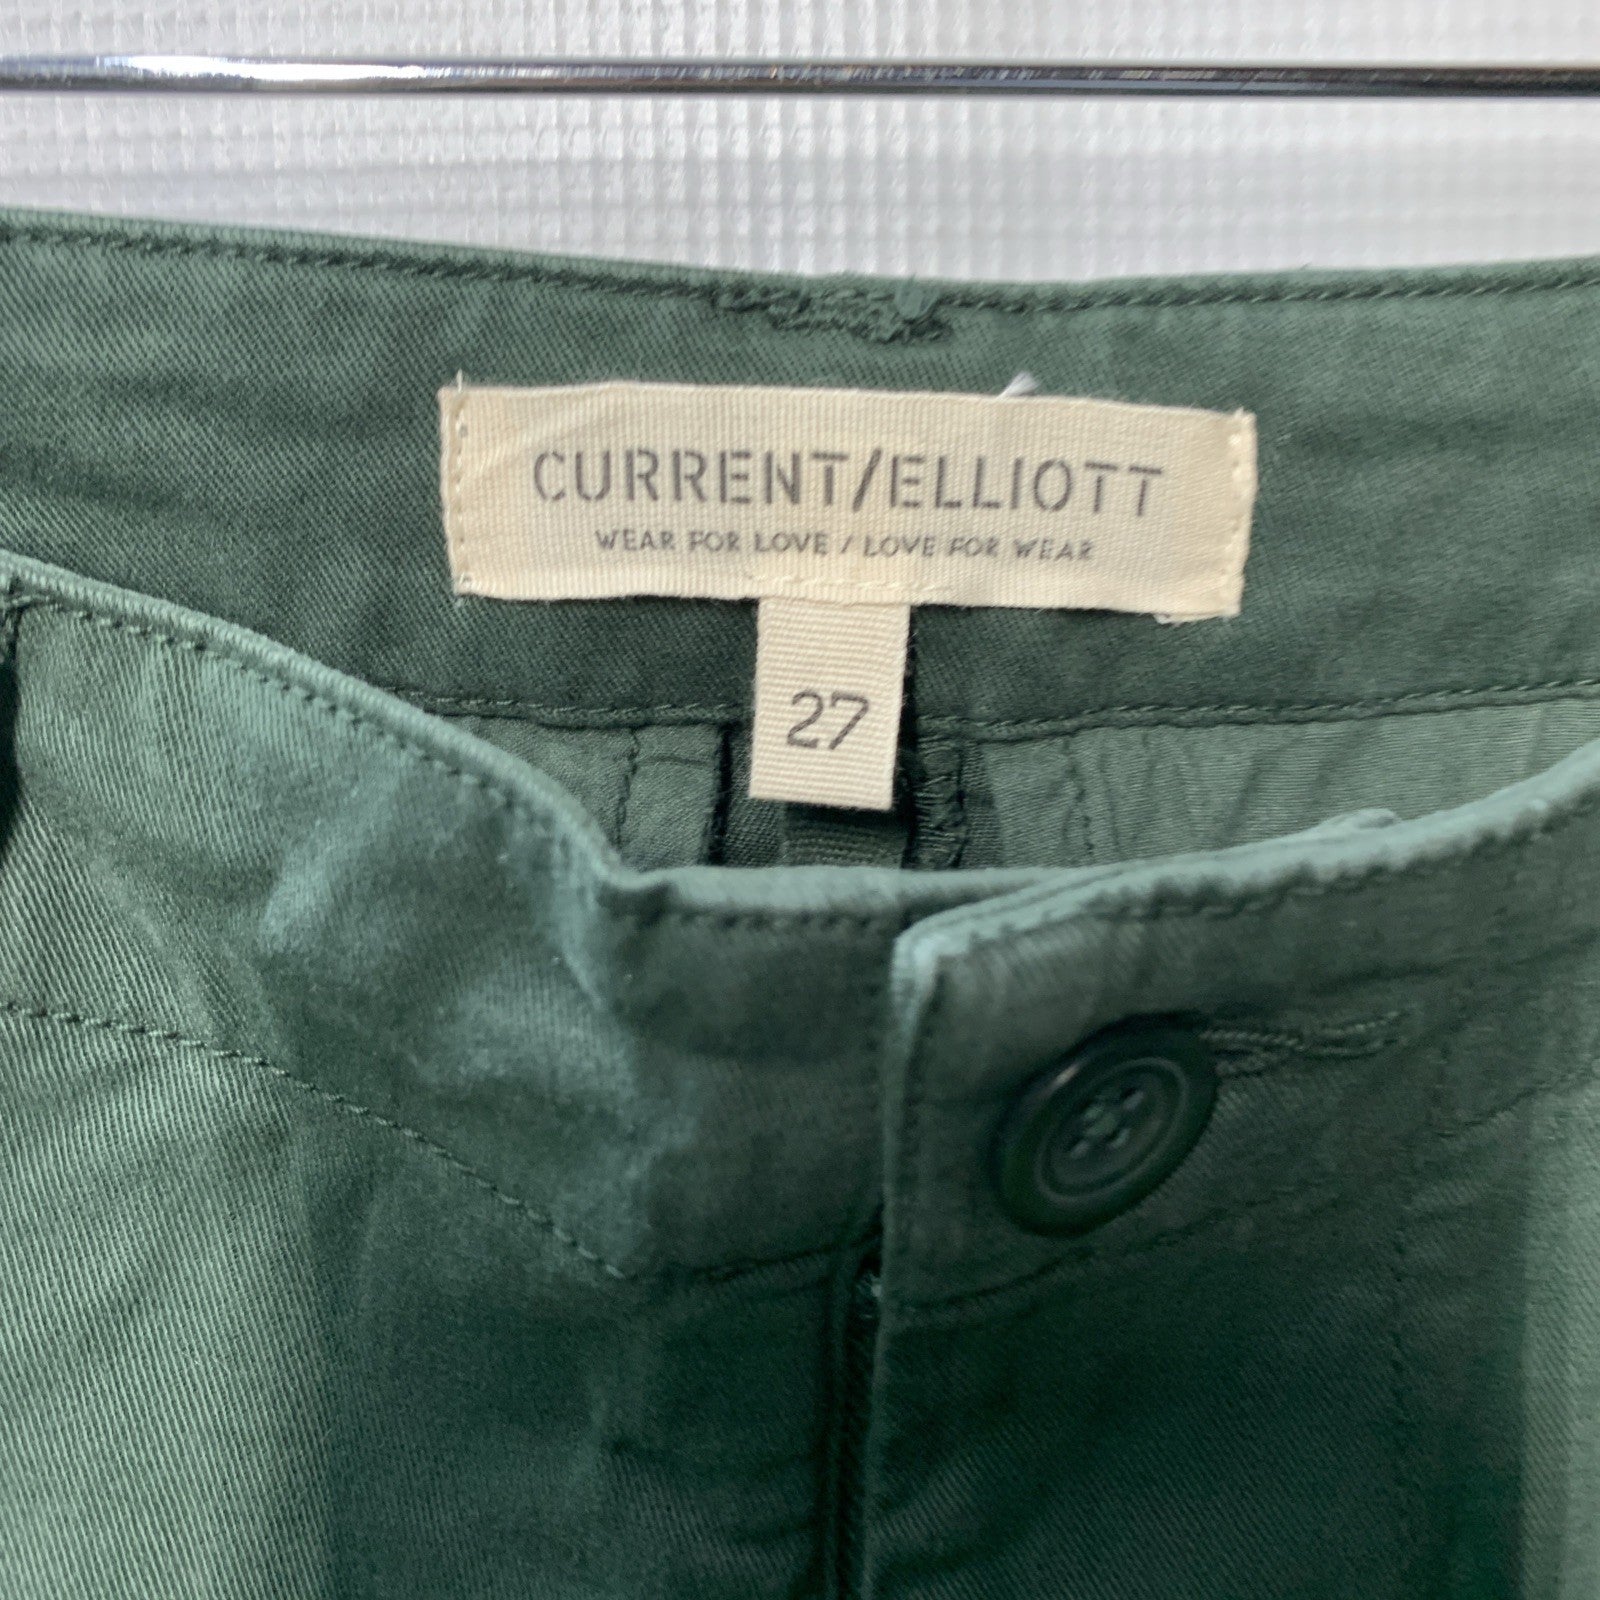 CURRENT/ELLIOTT
WEAR FOR LOVE / LOVE FOR WEAR
27